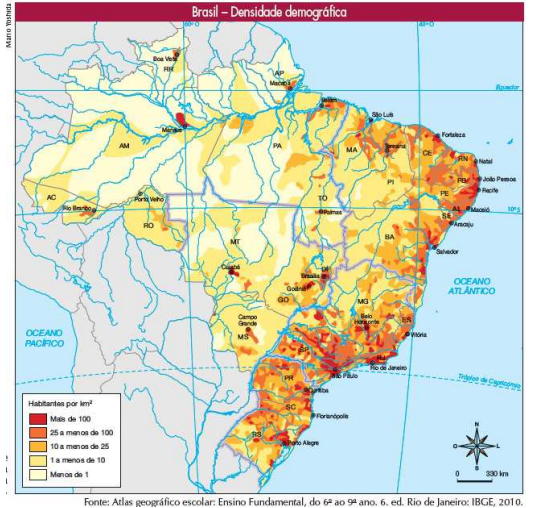 Brasil – Densidade demográfica
Mario Yoshida
60°O
40°O
Boa Vista
RR
AP
Macapá
Equador
Belém
São Luís
Manaus
Fortaleza
AM
PA
MA
Teresina
CE
RN
Natal
PB
João Pessoa
PI
PE
Recife
AC
Porto Velho
TO
AL
Maceió
10°S
Rio Branco
Palmas
SE
Aracaju
RO
MT
BA
Salvador
Cuiabá
DF
Brasília
OCEANO
ATLÂNTICO
Goiânia
GO
MG
Campo
Grande
Belo
Horizonte
ES
MS
Vitória
OCEANO
PACÍFICO
SP
RJ
Rio de Janeiro
São Paulo
Trópico de Capricórnio
PR
Curitiba
SC
Florianópolis
RS
Porto Alegre
Habitantes por km²
Mais de 100
25 a menos de 100
10 a menos de 25
1 a menos de 10
Menos de 1
N
O
L
S
0 330 km
Fonte: Atlas geográfico escolar: Ensino Fundamental, do 6º ao 9º ano. 6. ed. Rio de Janeiro: IBGE, 2010.